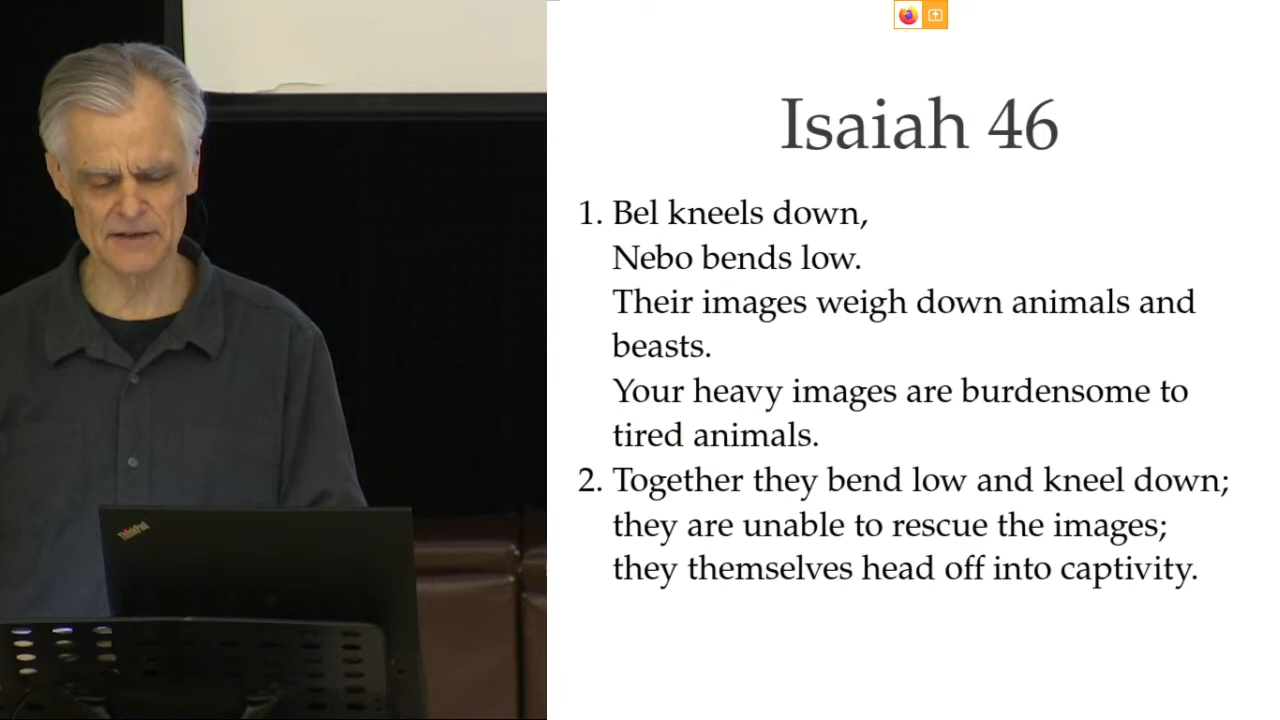 Isaiah 46
1. Bel kneels down,
Nebo bends low.
Their images weigh down animals and
beasts.
Your heavy images are burdensome to
tired animals.
2. Together they bend low and kneel down;
they are unable to rescue the images;
they themselves head off into captivity.
ThinkPad